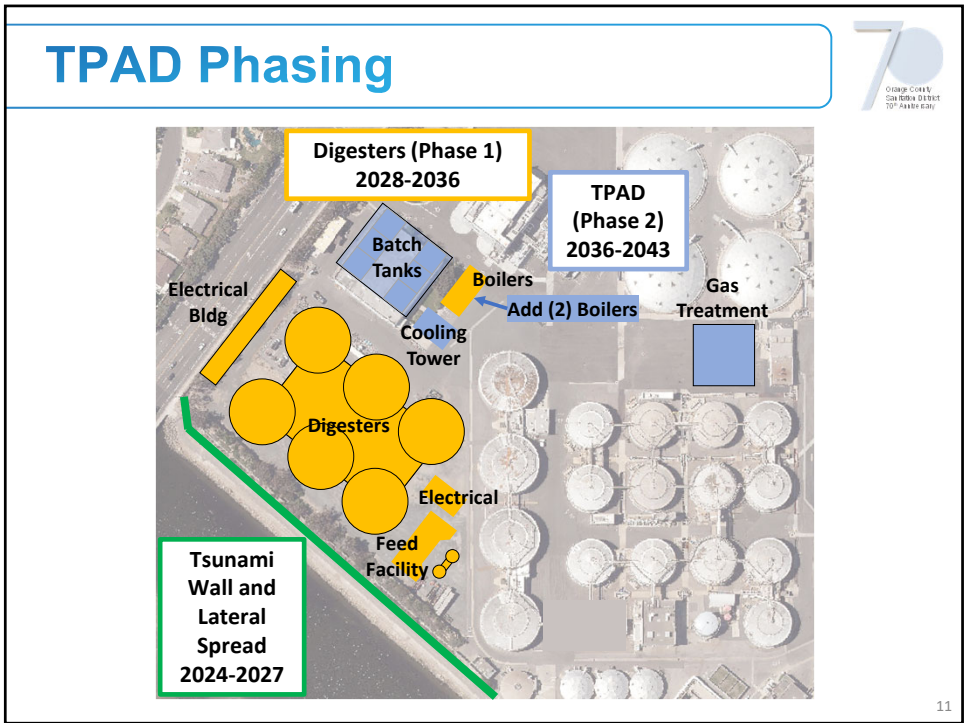 TPAD Phasing
Orange County
Sanitation District
70th Anniversary
Digesters (Phase 1)
2028-2036
TPAD
(Phase 2)
2036-2043
Batch
Tanks
Boilers
Add (2) Boilers
Gas
Treatment
Electrical
Bldg
Cooling
Tower
Digesters
Electrical
Feed
Facility
Tsunami
Wall and
Lateral
Spread
2024-2027
11